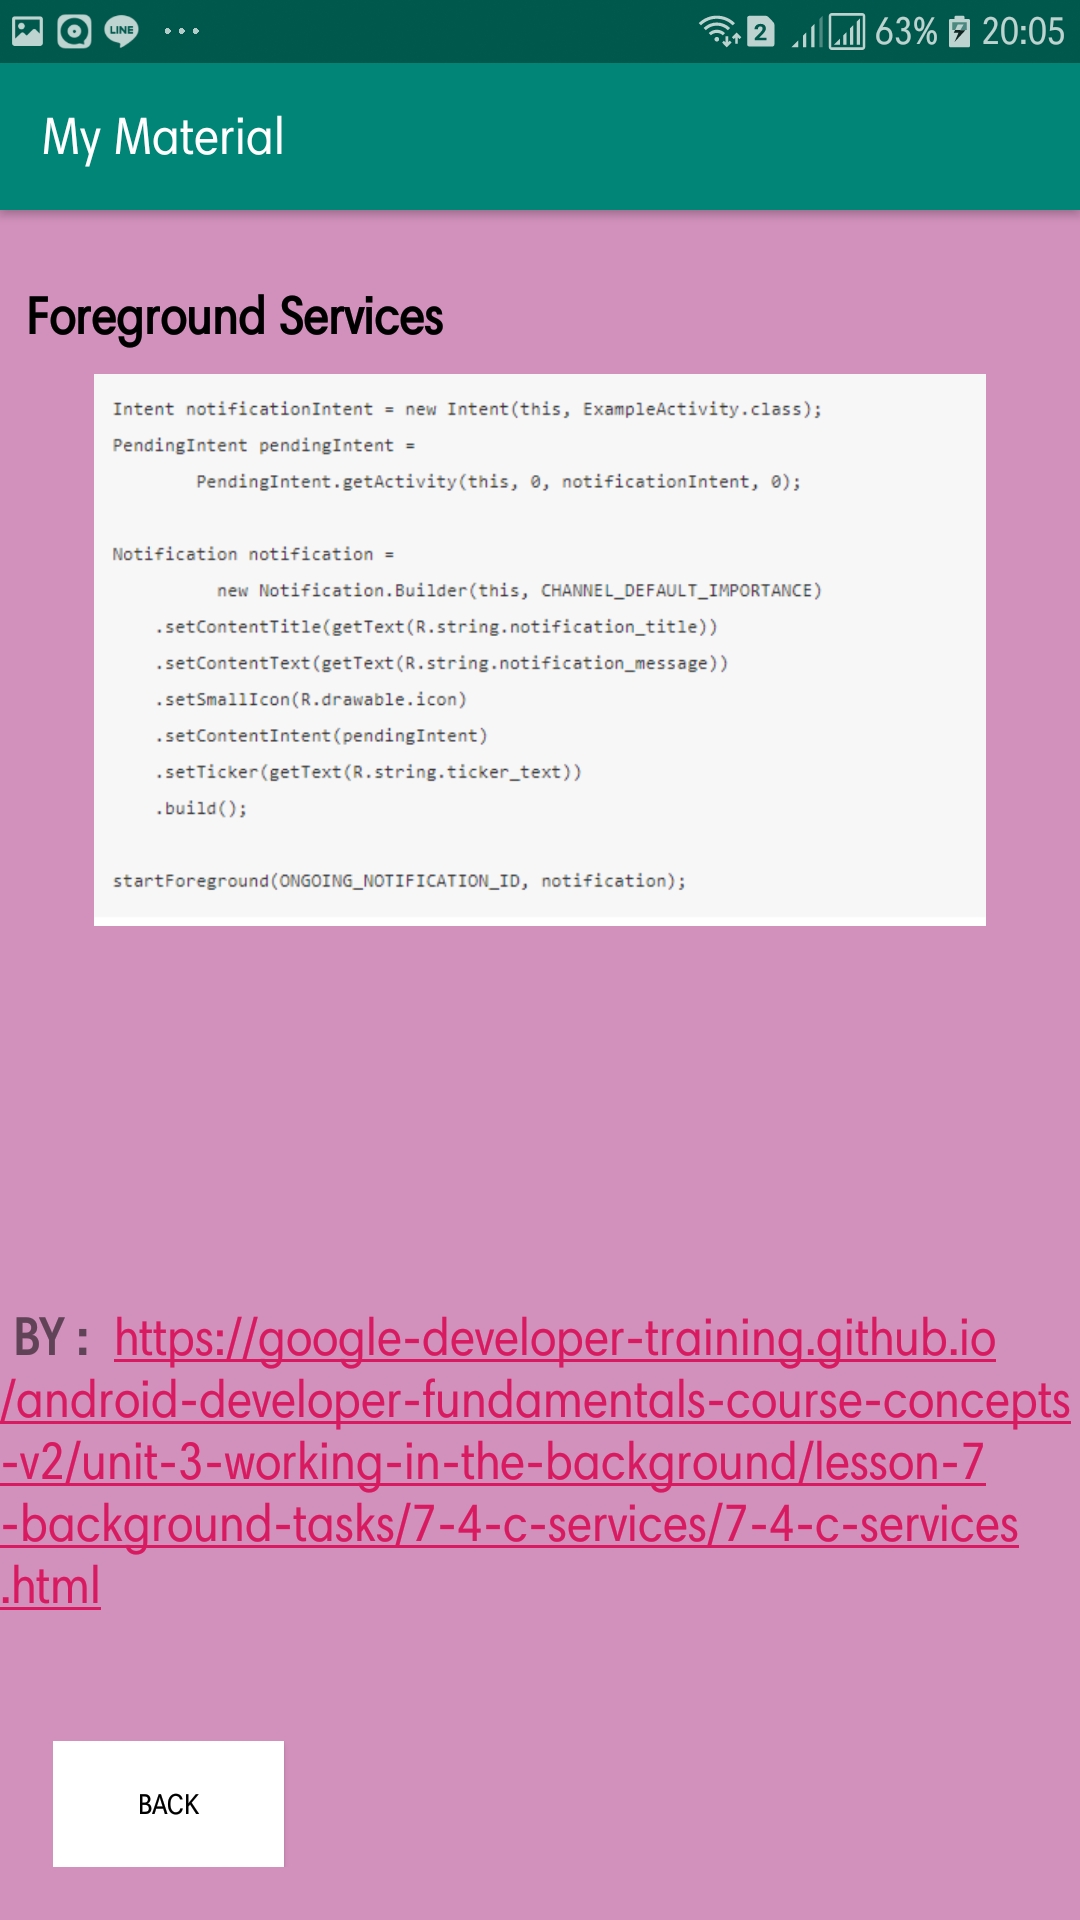 LINE 2 63% 20:05
My Material
Foreground Services
Intent notificationIntent = new Intent(this, ExampleActivity.class);
PendingIntent pendingIntent =
PendingIntent.getActivity(this, 0, notificationIntent, 0);
Notification notification =
new Notification.Builder(this, CHANNEL_DEFAULT_IMPORTANCE)
.setContentTitle(getText(R.string.notification_title))
.setContentText(getText(R.string.notification_message))
.setSmallIcon(R.drawable.icon)
.setContentIntent(pendingIntent)
.setTicker(getText(R.string.ticker_text))
.build();
startForeground(ONGOING_NOTIFICATION_ID, notification);
BY : https://google-developer-training.github.io
/android-developer-fundamentals-course-concepts
-v2/unit-3-working-in-the-background/lesson-7
-background-tasks/7-4-c-services/7-4-c-services
.html
BACK